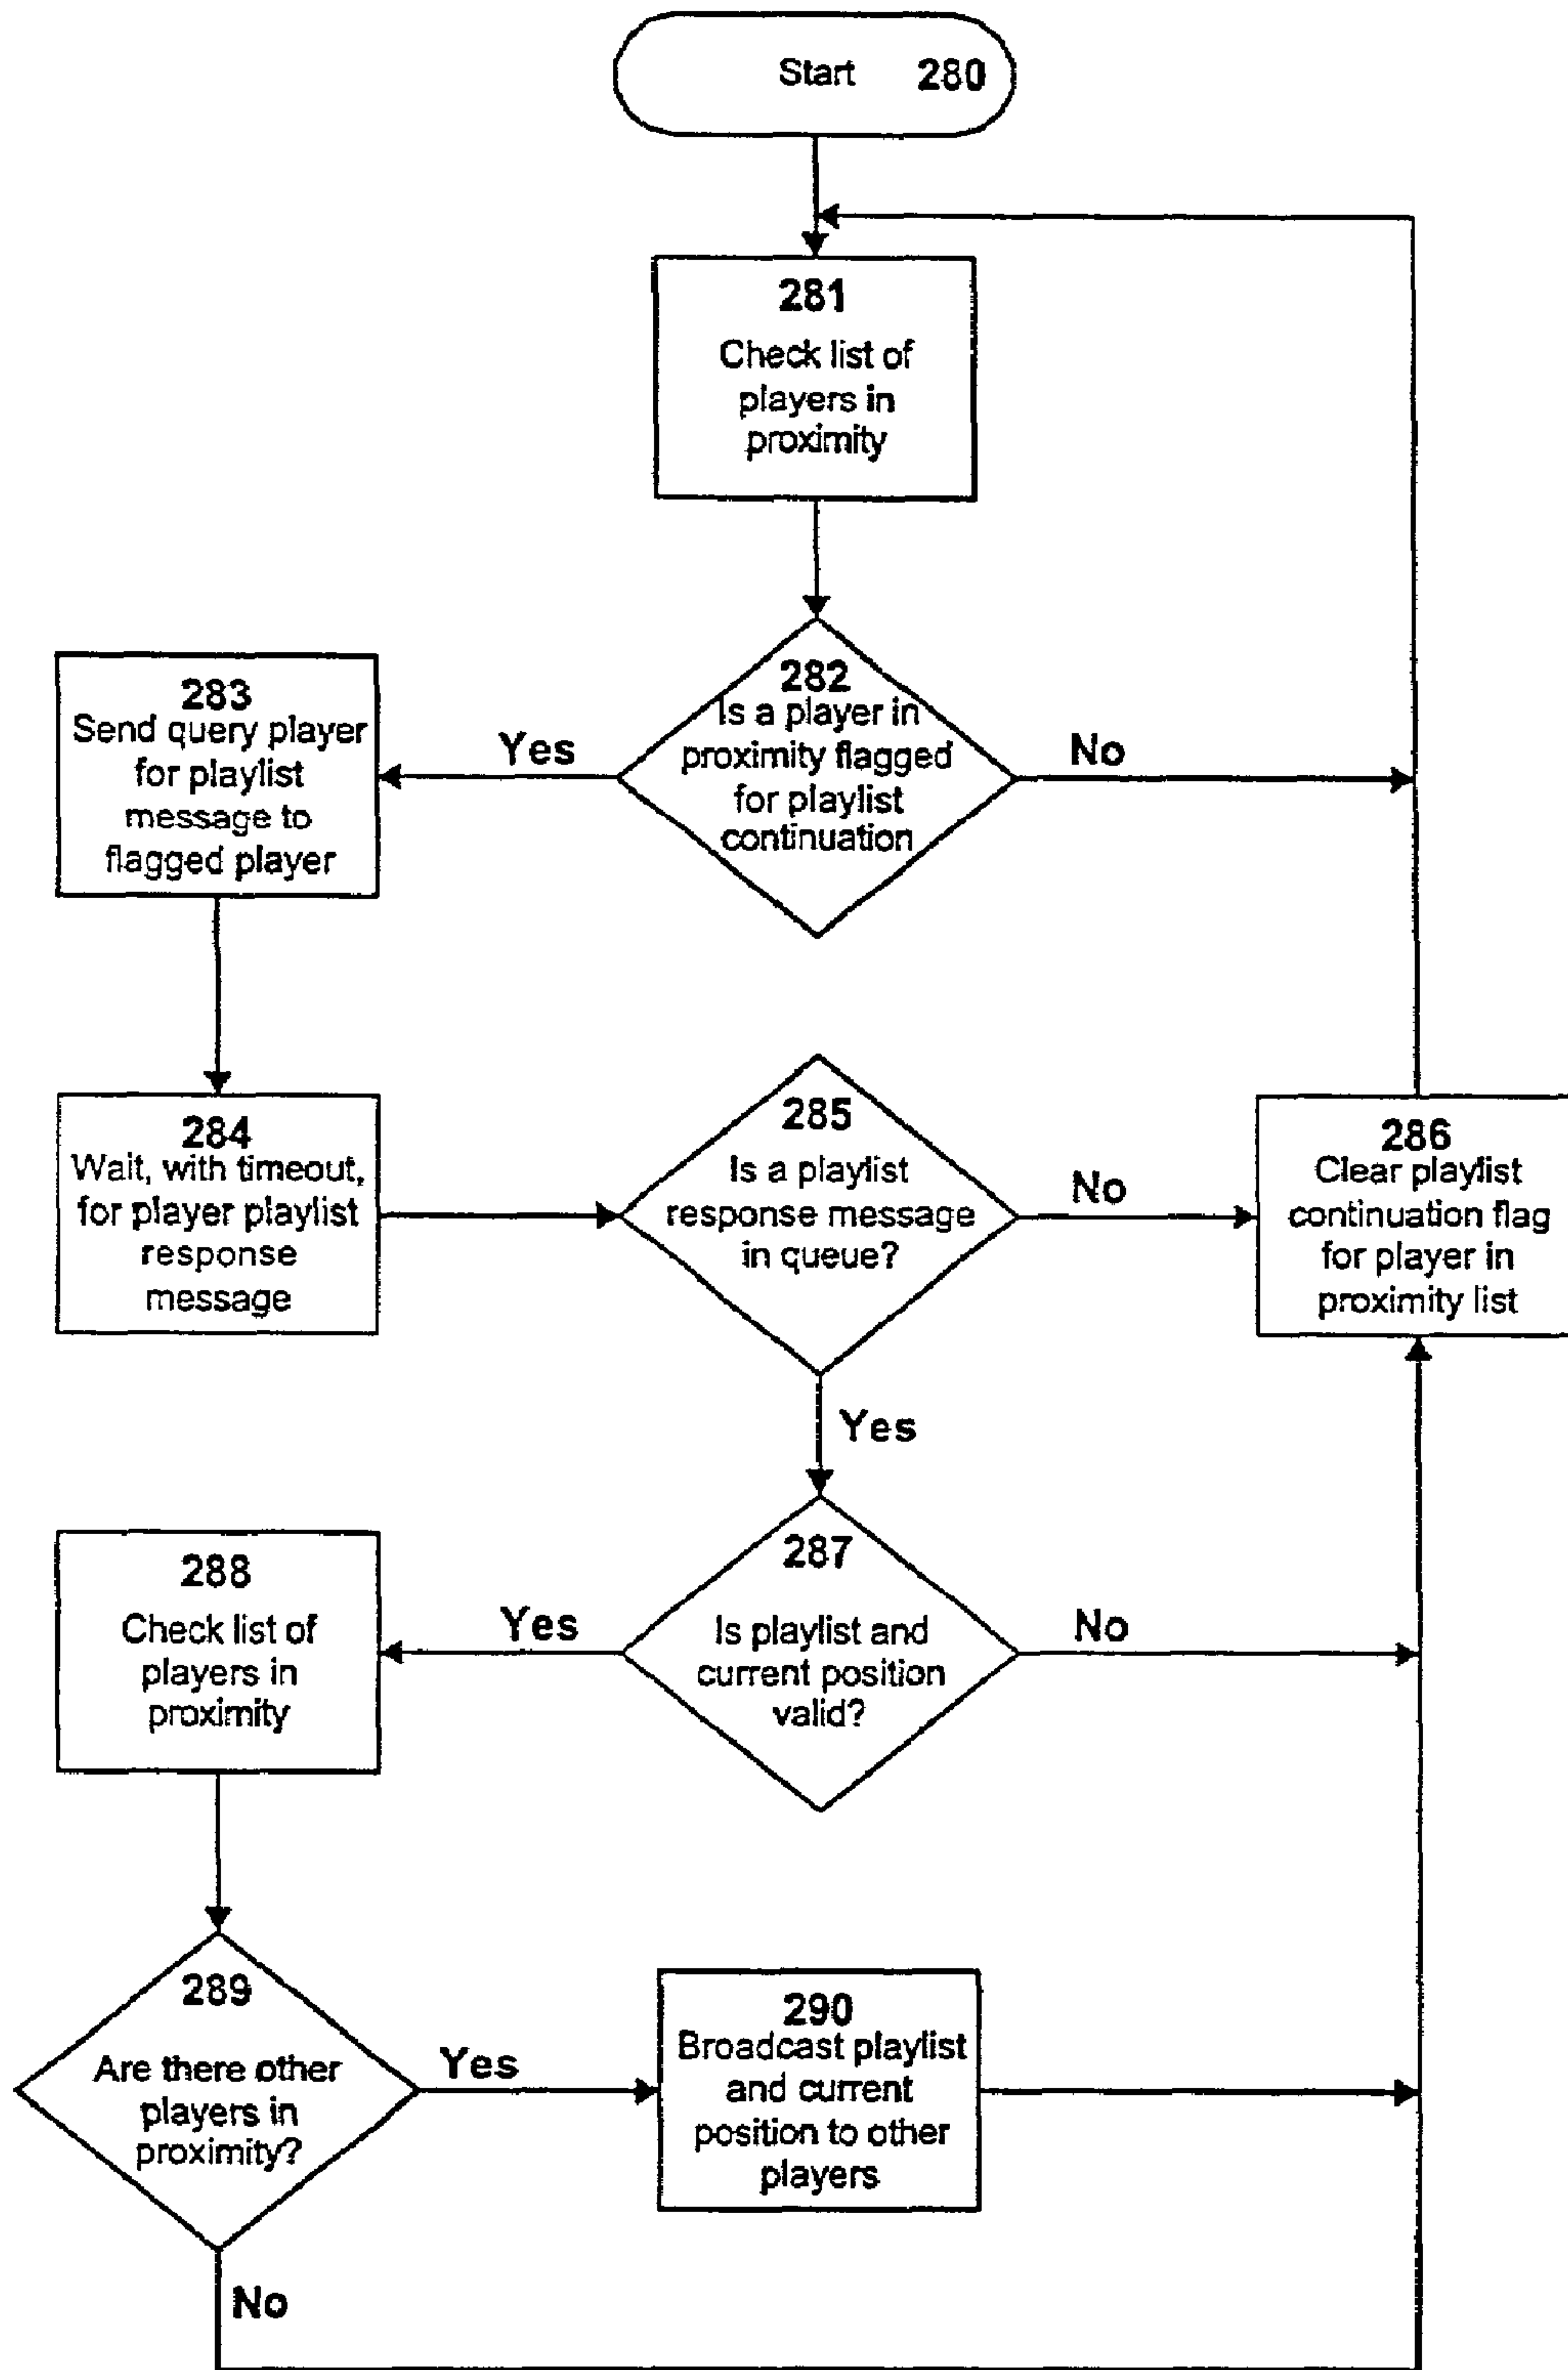 Start 280
281
Check list of
players in
proximity
282
Is a player in
proximity flagged
for playlist
continuation
Yes
No
283
Send query player
for playlist
message to
flagged player
284
Wait, with timeout,
for player playlist
response
message
285
Is a playlist
response message
in queue?
No
Yes
286
Clear playlist
continuation flag
for player in
proximity list
287
Is playlist and
current position
valid?
Yes
No
288
Check list of
players in
proximity
289
Are there other
players in
proximity?
Yes
No
290
Broadcast playlist
and current
position to other
players